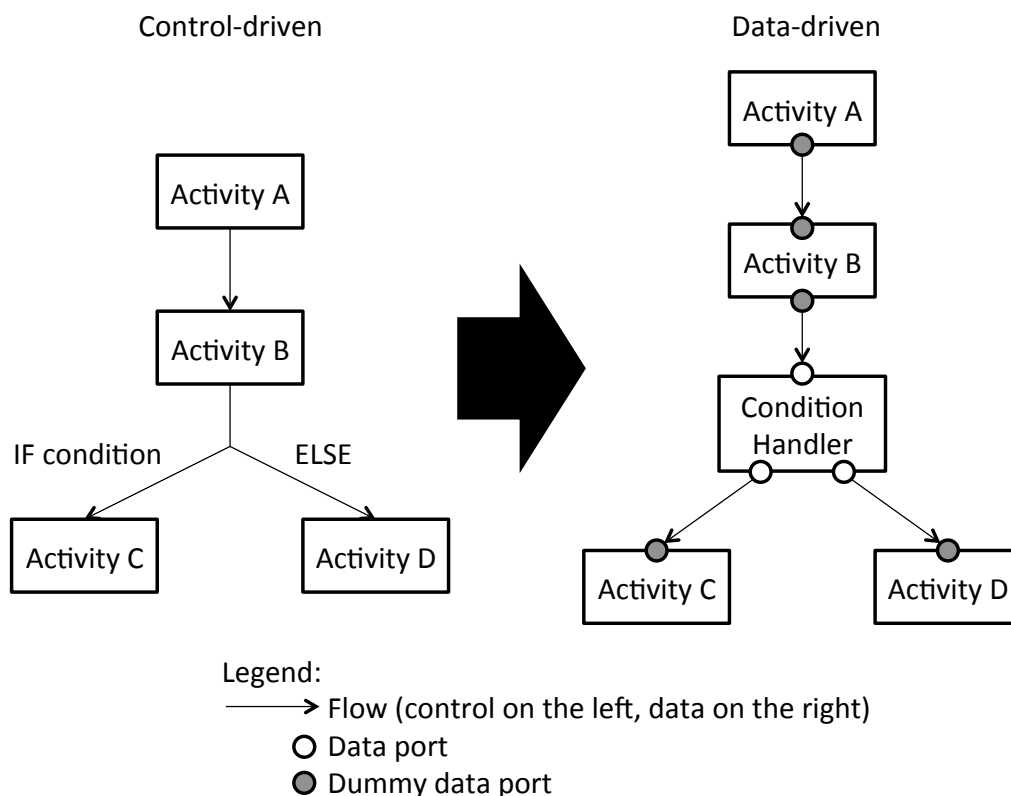 Control-driven
Data-driven
Activity A
Activity B
IF condition
ELSE
Activity C
Activity D
Activity A
Activity B
Condition
Handler
Activity C
Activity D
Legend:
Flow (control on the left, data on the right)
Data port
Dummy data port